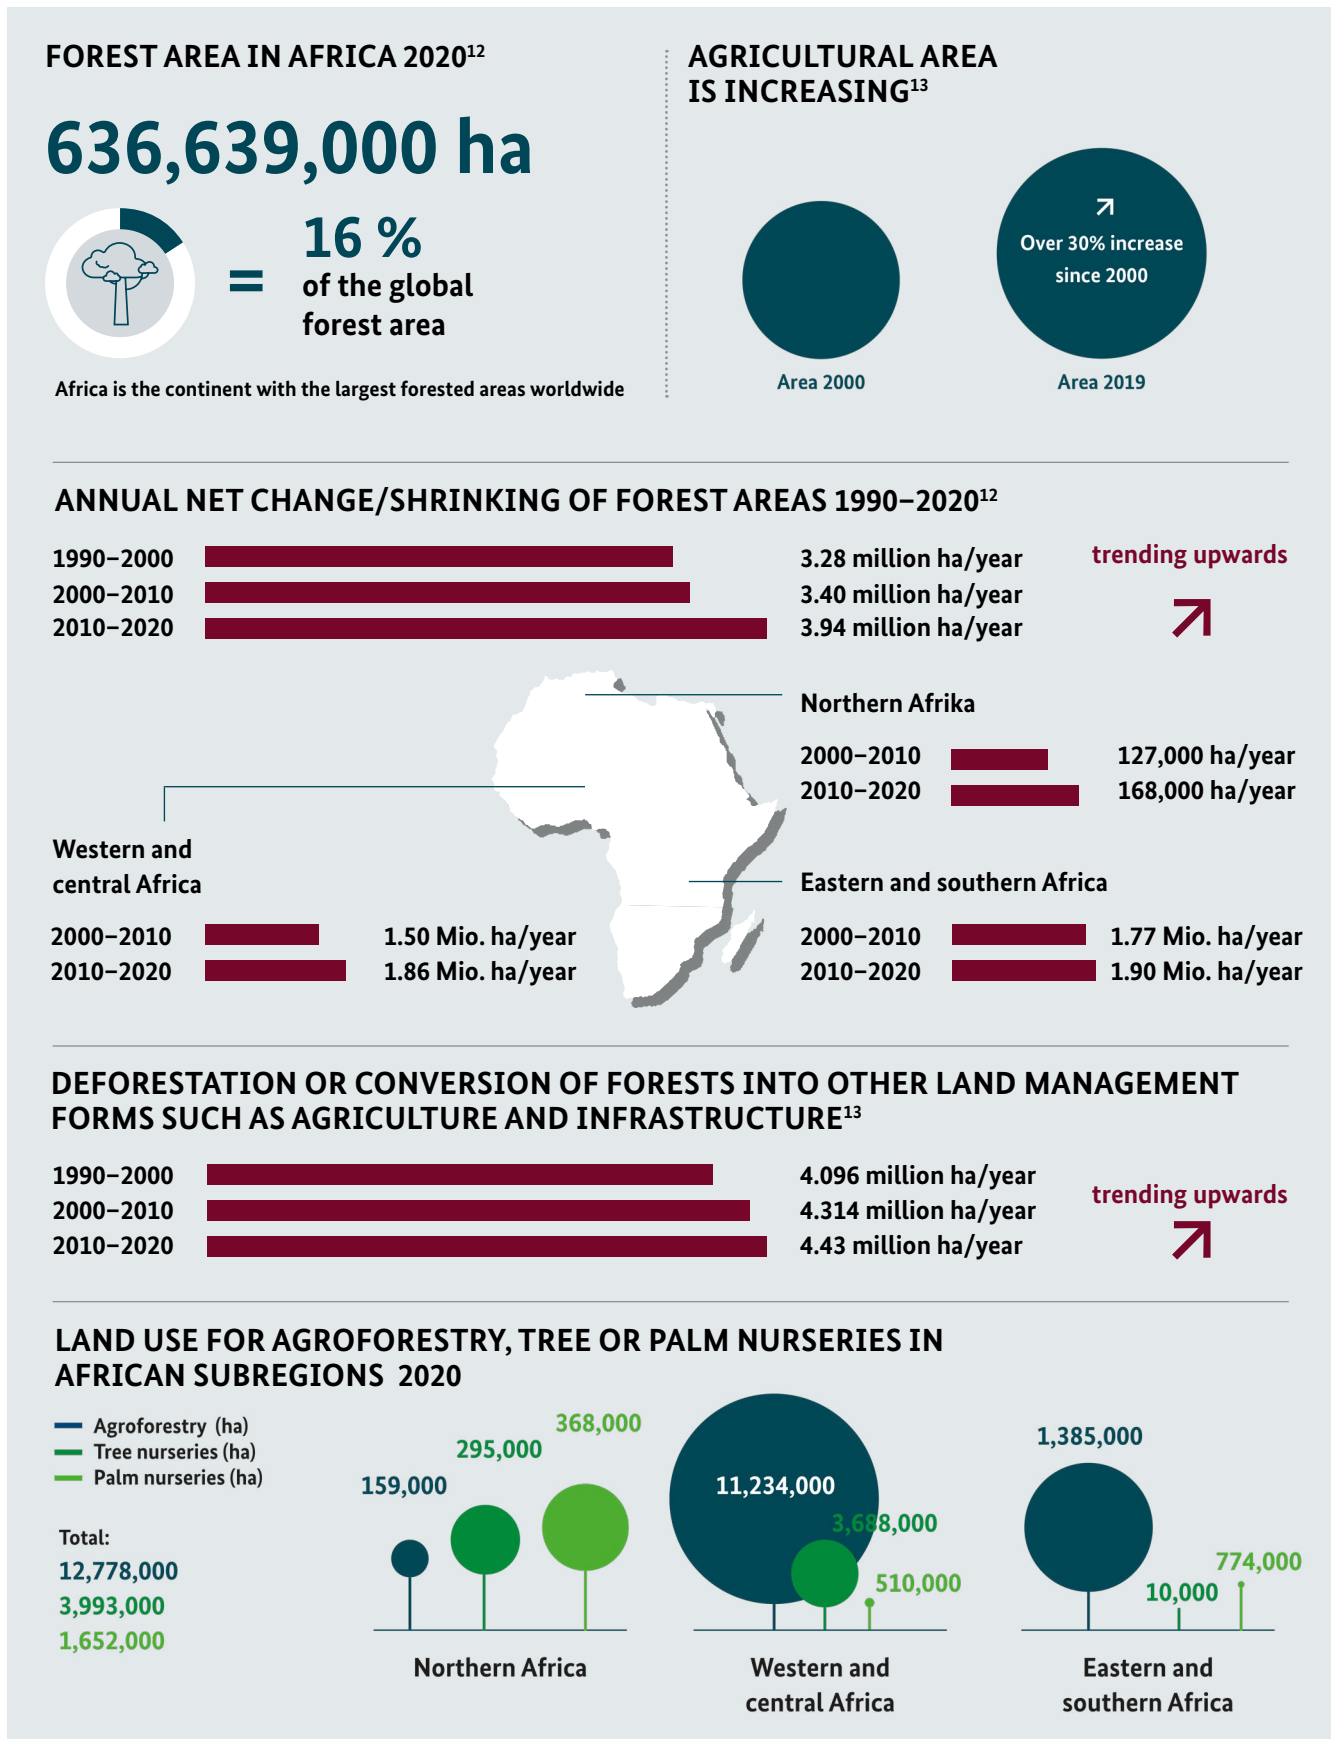 FOREST AREA IN AFRICA 2020¹²
636,639,000 ha
=
16 %
of the global
forest area
Africa is the continent with the largest forested areas worldwide
AGRICULTURAL AREA
IS INCREASING¹³
Over 30% increase
since 2000
Area 2000
Area 2019
ANNUAL NET CHANGE/SHRINKING OF FOREST AREAS 1990–2020¹²
1990–2000 3.28 million ha/year
2000–2010 3.40 million ha/year
2010–2020 3.94 million ha/year
trending upwards
Northern Afrika
2000–2010 127,000 ha/year
2010–2020 168,000 ha/year
Western and
central Africa
2000–2010 1.50 Mio. ha/year
2010–2020 1.86 Mio. ha/year
Eastern and southern Africa
2000–2010 1.77 Mio. ha/year
2010–2020 1.90 Mio. ha/year
DEFORESTATION OR CONVERSION OF FORESTS INTO OTHER LAND MANAGEMENT
FORMS SUCH AS AGRICULTURE AND INFRASTRUCTURE¹³
1990–2000 4.096 million ha/year
2000–2010 4.314 million ha/year
2010–2020 4.43 million ha/year
trending upwards
LAND USE FOR AGROFORESTRY, TREE OR PALM NURSERIES IN
AFRICAN SUBREGIONS 2020
Agroforestry (ha)
Tree nurseries (ha)
Palm nurseries (ha)
Total:
12,778,000
3,993,000
1,652,000
159,000
295,000
368,000
Northern Africa
11,234,000
3,688,000
510,000
Western and
central Africa
1,385,000
10,000
774,000
Eastern and
southern Africa